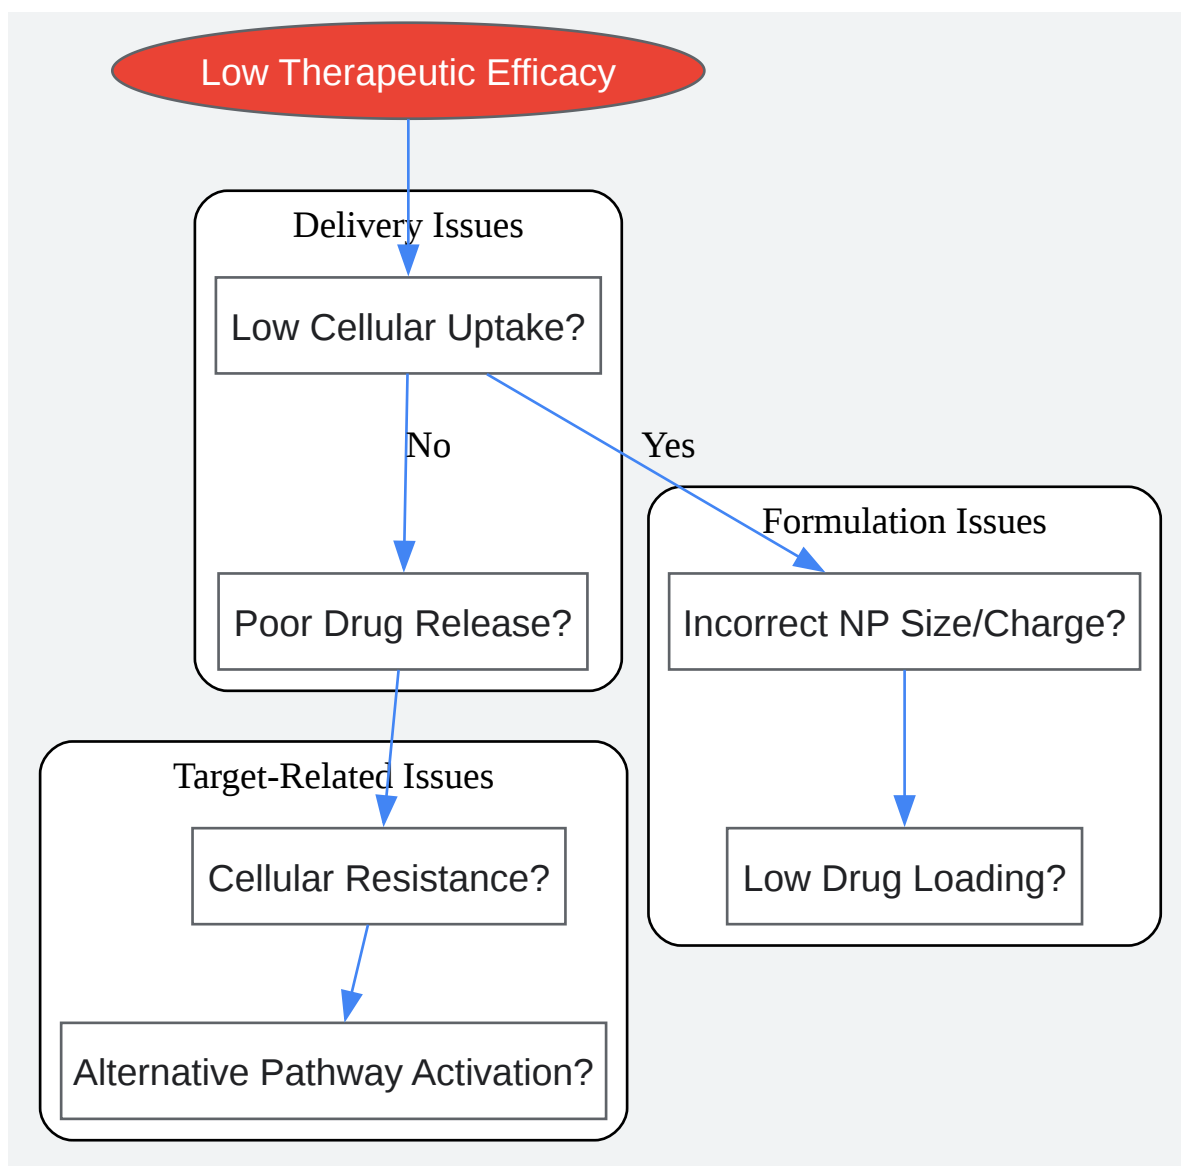 Low Therapeutic Efficacy
Delivery Issues
Low Cellular Uptake?
No
Yes
Formulation Issues
Poor Drug Release?
Incorrect NP Size/Charge?
Target-Related Issues
Cellular Resistance?
Low Drug Loading?
Alternative Pathway Activation?